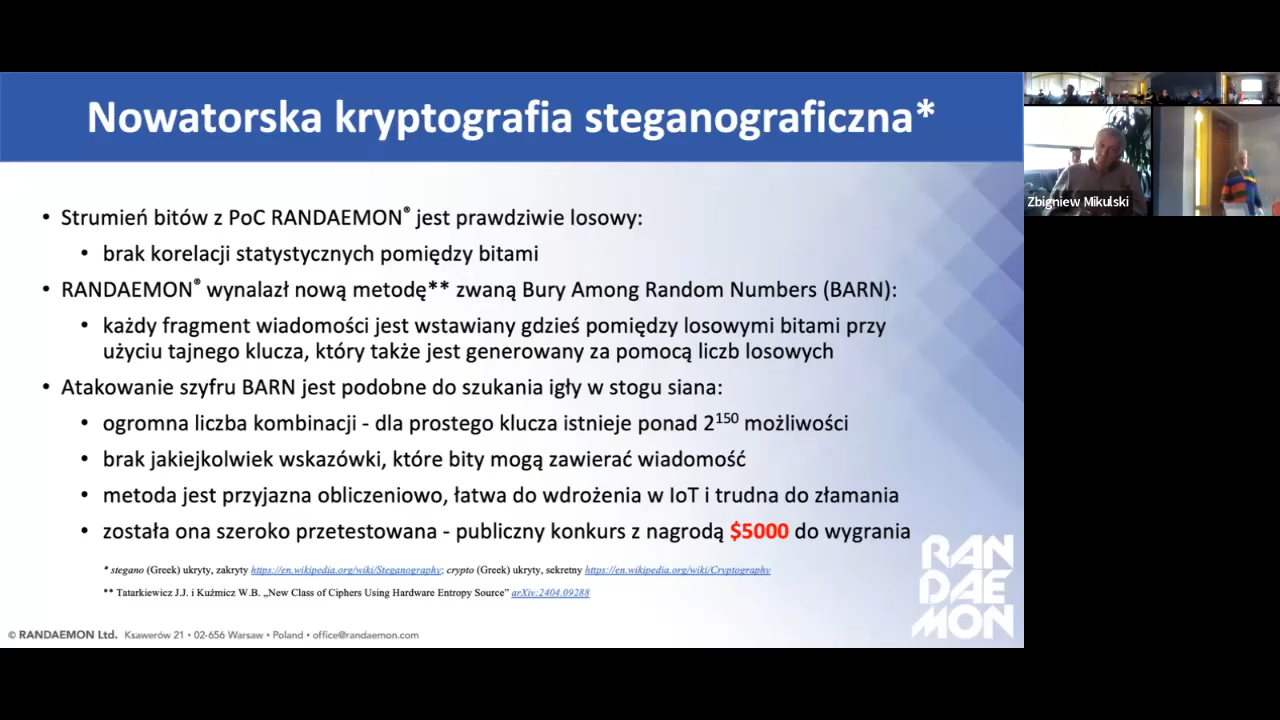 Nowatorska kryptografia steganograficzna*
• Strumień bitów z PoC RANDAEMON® jest prawdziwie losowy:
• brak korelacji statystycznych pomiędzy bitami
• RANDAEMON® wynalazł nową metodę** zwaną Bury Among Random Numbers (BARN):
• każdy fragment wiadomości jest wstawiany gdzieś pomiędzy losowymi bitami przy
użyciu tajnego klucza, który także jest generowany za pomocą liczb losowych
• Atakowanie szyfru BARN jest podobne do szukania igły w stogu siana:
• ogromna liczba kombinacji - dla prostego klucza istnieje ponad 2¹⁵⁰ możliwości
• brak jakiejkolwiek wskazówki, które bity mogą zawierać wiadomość
• metoda jest przyjazna obliczeniowo, łatwa do wdrożenia w IoT i trudna do złamania
• została ona szeroko przetestowana - publiczny konkurs z nagrodą $5000 do wygrania
* stegano (Greek) ukryty, zakryty https://en.wikipedia.org/wiki/Steganography; crypto (Greek) ukryty, sekretny https://en.wikipedia.org/wiki/Cryptography
** Tatarkiewicz J.J. i Kuźmicz W.B. „New Class of Ciphers Using Hardware Entropy Source” arXiv:2404.09288
© RANDAEMON Ltd. Ksawerów 21 • 02-656 Warsaw • Poland • office@randaemon.com
RAN
DAE
MON
Zbigniew Mikulski